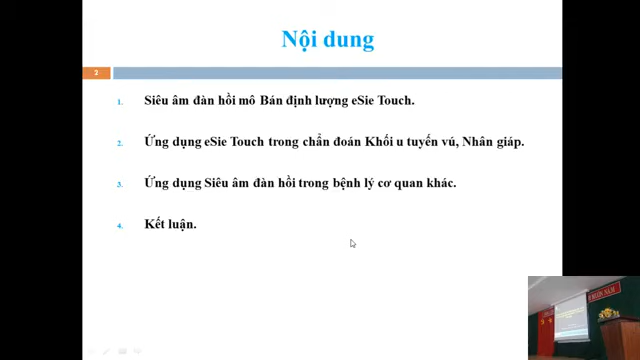 Nội dung
3
1. Siêu âm đàn hồi mô Bán định lượng eSie Touch.
2. Ứng dụng eSie Touch trong chẩn đoán Khối u tuyến vú, Nhân giáp.
3. Ứng dụng Siêu âm đàn hồi trong bệnh lý cơ quan khác.
4. Kết luận.